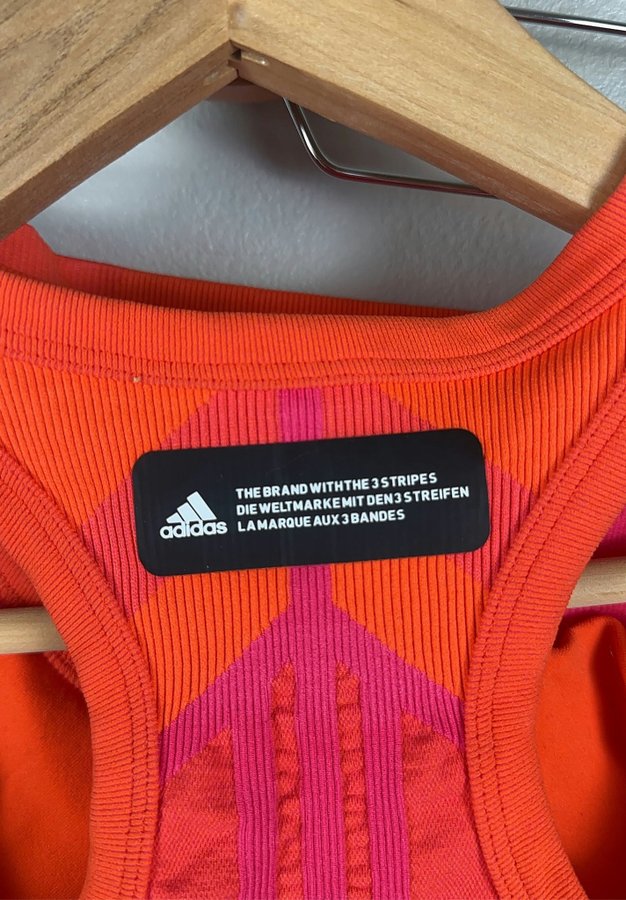 adidas
THE BRAND WITH THE 3 STRIPES
DIE WELTMARKE MIT DEN 3 STREIFEN
LA MARQUE AUX 3 BANDES